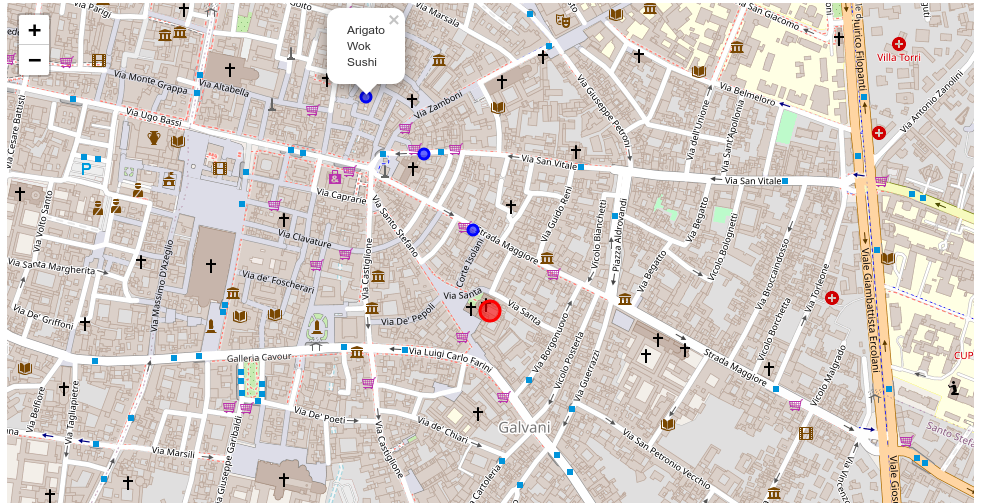 Via Parigi
Goito
Via Marsala
Via San Giacomo
Viale Quirico Filopanti
+
−
×
Arigato
Wok
Sushi
Villa Torri
Via Monte Grappa
Via Altabella
Via Zamboni
Via Giuseppe Petroni
Via Belmeloro
Via Antonio Zanolini
Via Cesare Battisti
Via Ugo Bassi
Via dell'Unione
Via Sant'Apollonia
P
Via San Vitale
Via San Vitale
Via Caprarie
Via Volto Santo
Via Santo Stefano
Via Guido Reni
Vicolo Bianchetti
Piazza Aldrovandi
Via Begatto
Vicolo Bolognetti
Via Clavature
Strada Maggiore
Corte Isolani
Via Santa Margherita
Via Massimo D'Azeglio
Via de' Foscherari
Via Castiglione
Via Begatto
Via Broccaindosso
Via Torleone
Viale Giambattista Ercolani
Via Santa
Via Santa
Via De' Griffoni
Via De' Pepoli
Via Borgonuovo
Vicolo Posterla
Via Guerrazzi
Vicolo Borchetta
Galleria Cavour
Via Luigi Carlo Farini
Strada Maggiore
Vicolo Malgrado
CUP
Via Belfiore
Via Tagliapietre
Via Giuseppe Garibaldi
Via De' Poeti
Via De' Chiari
Via Castiglione
Galvani
Via San Petronio Vecchio
Santo Stefa
Via Marsili
Via Cartoleria
Via Vincenz
Viale Gios